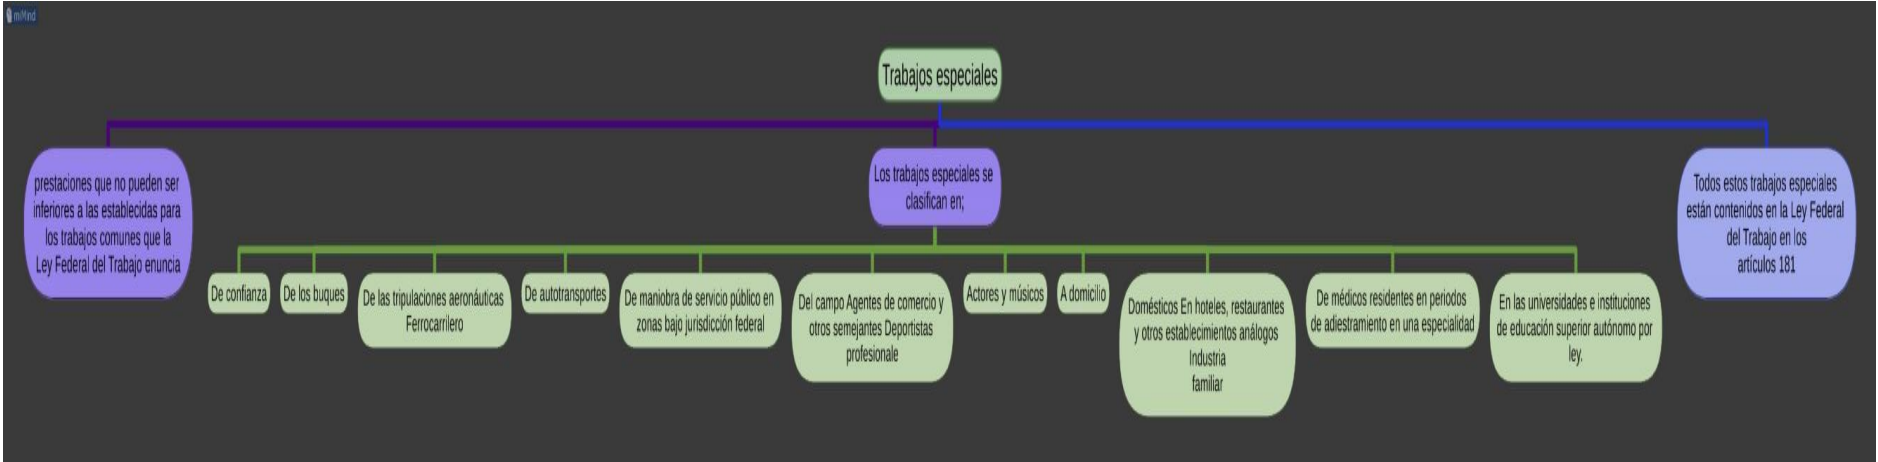 miMind
Trabajos especiales
prestaciones que no pueden ser
inferiores a las establecidas para
los trabajos comunes que la
Ley Federal del Trabajo enuncia
Los trabajos especiales se
clasifican en;
Todos estos trabajos especiales
están contenidos en la Ley Federal
del Trabajo en los
artículos 181
De confianza
De los buques
De las tripulaciones aeronáuticas
Ferrocarrilero
De autotransportes
De maniobra de servicio público en
zonas bajo jurisdicción federal
Del campo Agentes de comercio y
otros semejantes Deportistas
profesionale
Actores y músicos
A domicilio
Domésticos En hoteles, restaurantes
y otros establecimientos análogos
Industria
familiar
De médicos residentes en periodos
de adiestramiento en una especialidad
En las universidades e instituciones
de educación superior autónomo por
ley.